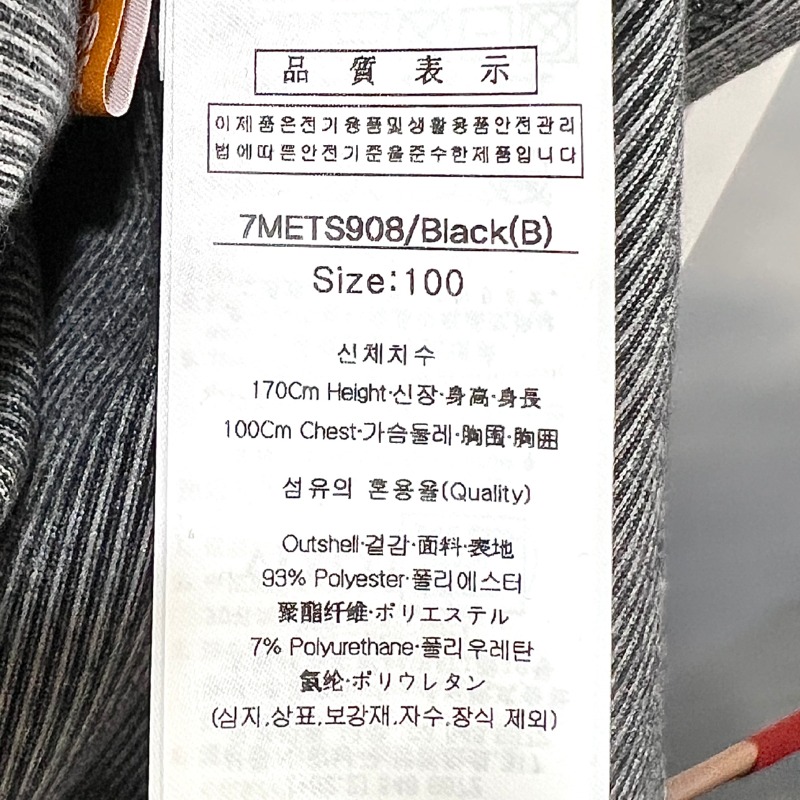 品質表示
이제품은전기용품및생활용품안전관리
법에따른안전기준을준수한제품입니다
7METS908/Black(B)
Size:100
신체치수
170Cm Height·신장·身高·身長
100Cm Chest·가슴둘레·胸围·胸囲
섬유의 혼용율(Quality)
Outshell·겉감·面料·表地
93% Polyester·폴리에스터
聚酯纤维·ポリエステル
7% Polyurethane·폴리우레탄
氨纶·ポリウレタン
(심지,상표,보강재,자수,장식 제외)